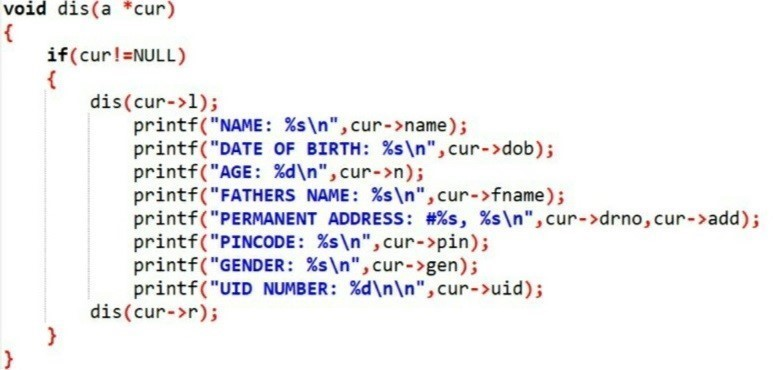 void dis(a *cur)
{
    if(cur!=NULL)
    {
        dis(cur->l);
            printf("NAME: %s\n",cur->name);
            printf("DATE OF BIRTH: %s\n",cur->dob);
            printf("AGE: %d\n",cur->n);
            printf("FATHERS NAME: %s\n",cur->fname);
            printf("PERMANENT ADDRESS: #%s, %s\n",cur->drno,cur->add);
            printf("PINCODE: %s\n",cur->pin);
            printf("GENDER: %s\n",cur->gen);
            printf("UID NUMBER: %d\n\n",cur->uid);
        dis(cur->r);
    }
}